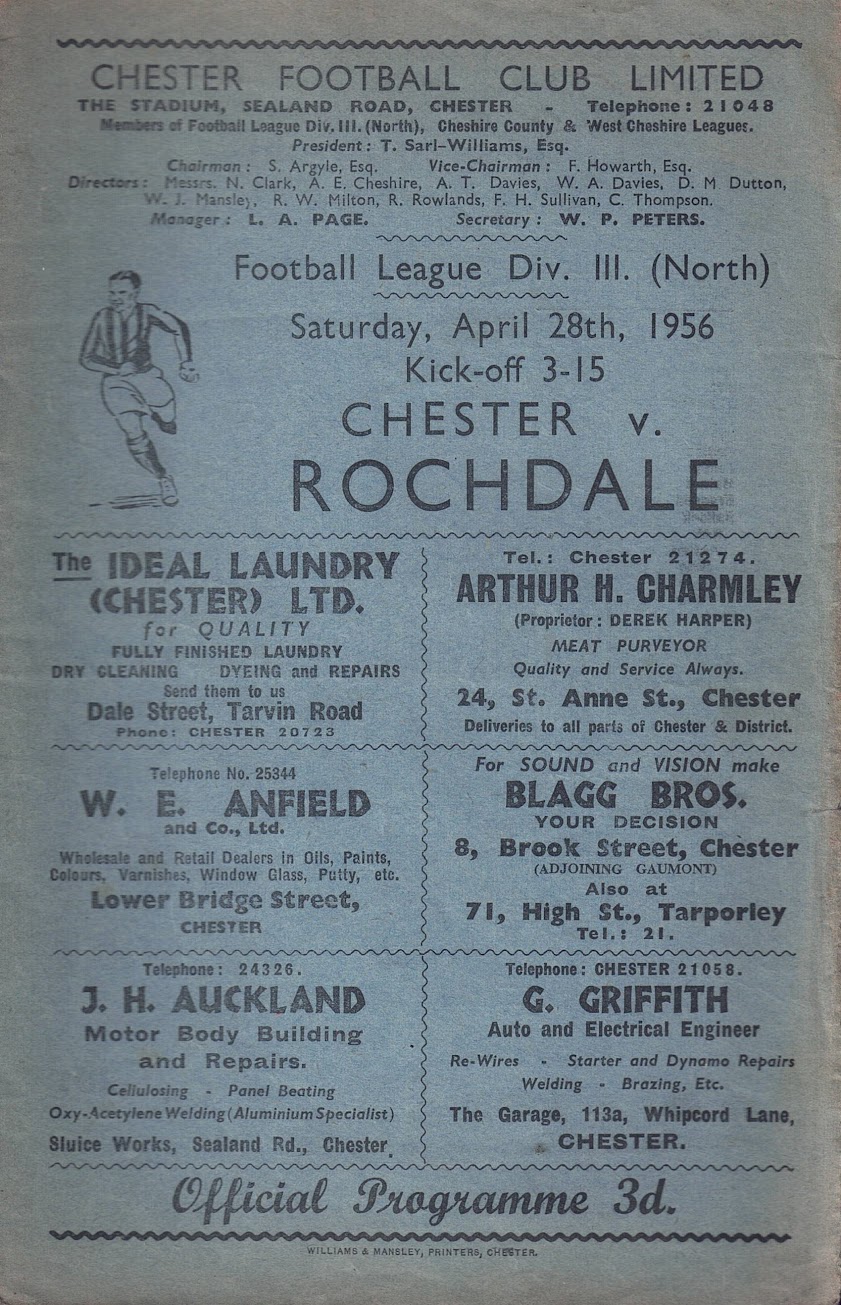 CHESTER FOOTBALL CLUB LIMITED
THE STADIUM, SEALAND ROAD, CHESTER - Telephone: 21048
Members of Football League Div. III. (North), Cheshire County & West Cheshire Leagues.
President: T. Sarl-Williams, Esq.
Chairman: S. Argyle, Esq. Vice-Chairman: F. Howarth, Esq.
Directors: Messrs. N. Clark, A. E. Cheshire, A. T. Davies, W. A. Davies, D. M Dutton,
W. J. Mansley, R. W. Milton, R. Rowlands, F. H. Sullivan, C. Thompson.
Manager: L. A. PAGE. Secretary: W. P. PETERS.
Football League Div. III. (North)
Saturday, April 28th, 1956
Kick-off 3-15
CHESTER v.
ROCHDALE
The IDEAL LAUNDRY
(CHESTER) LTD.
for QUALITY
FULLY FINISHED LAUNDRY
DRY CLEANING DYEING and REPAIRS
Send them to us
Dale Street, Tarvin Road
Phone: CHESTER 20723
Tel.: Chester 21274.
ARTHUR H. CHARMLEY
(Proprietor: DEREK HARPER)
MEAT PURVEYOR
Quality and Service Always.
24, St. Anne St., Chester
Deliveries to all parts of Chester & District.
Telephone No. 25344
W. E. ANFIELD
and Co., Ltd.
Wholesale and Retail Dealers in Oils, Paints,
Colours, Varnishes, Window Glass, Putty, etc.
Lower Bridge Street,
CHESTER
For SOUND and VISION make
BLAGG BROS.
YOUR DECISION
8, Brook Street, Chester
(ADJOINING GAUMONT)
Also at
71, High St., Tarporley
Tel.: 21.
Telephone: 24326.
J. H. AUCKLAND
Motor Body Building
and Repairs.
Cellulosing - Panel Beating
Oxy-Acetylene Welding (Aluminium Specialist)
Sluice Works, Sealand Rd., Chester.
Telephone: CHESTER 21058.
G. GRIFFITH
Auto and Electrical Engineer
Re-Wires - Starter and Dynamo Repairs
Welding - Brazing, Etc.
The Garage, 113a, Whipcord Lane,
CHESTER.
Official Programme 3d.
WILLIAMS & MANSLEY, PRINTERS, CHESTER.